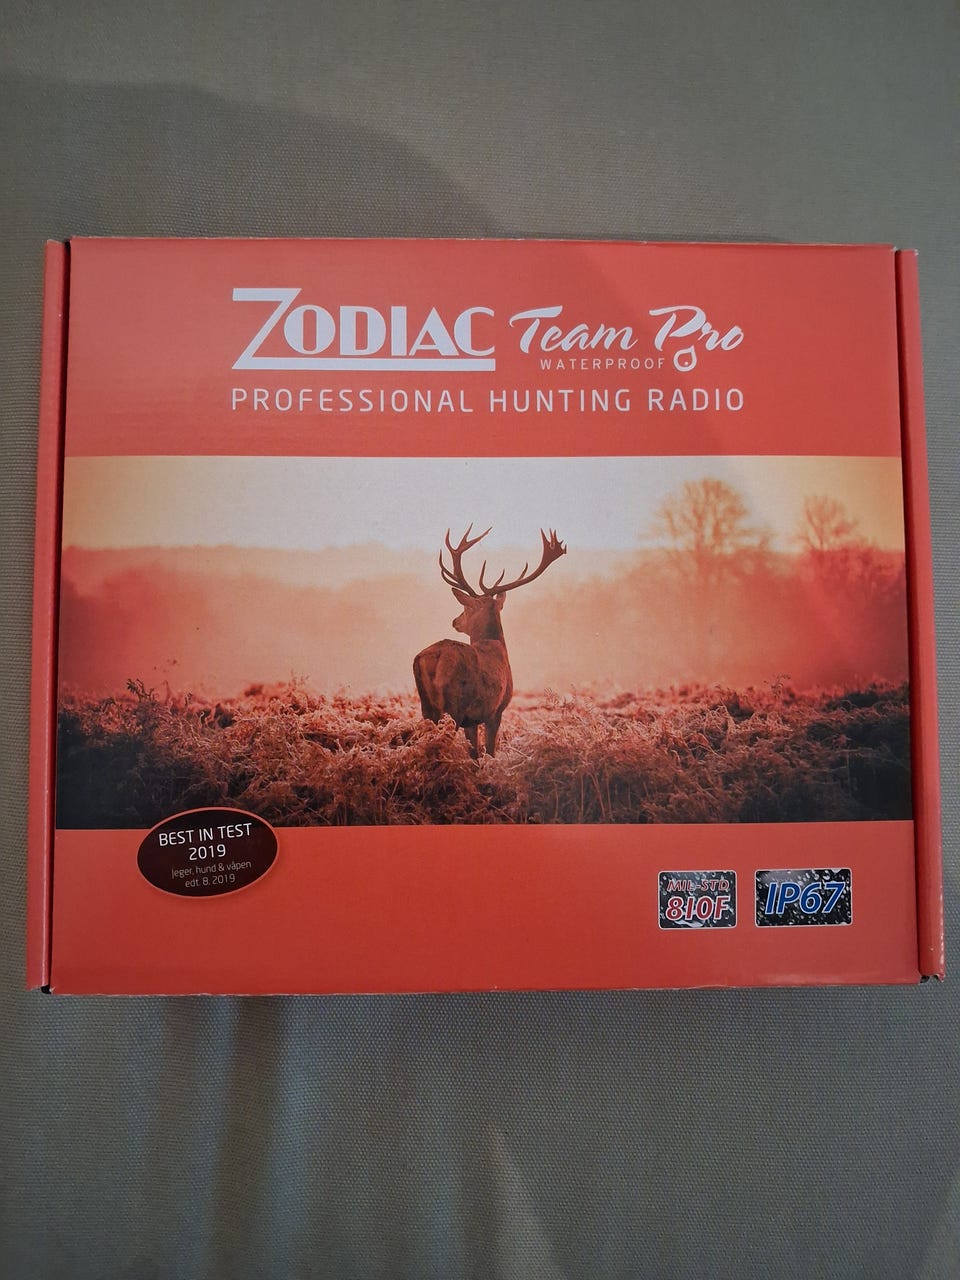 ZODIAC Team Pro
WATERPROOF
PROFESSIONAL HUNTING RADIO
BEST IN TEST
2019
Jeger, hund & våpen
edt. 8. 2019
MIL-STD
810F
IP67